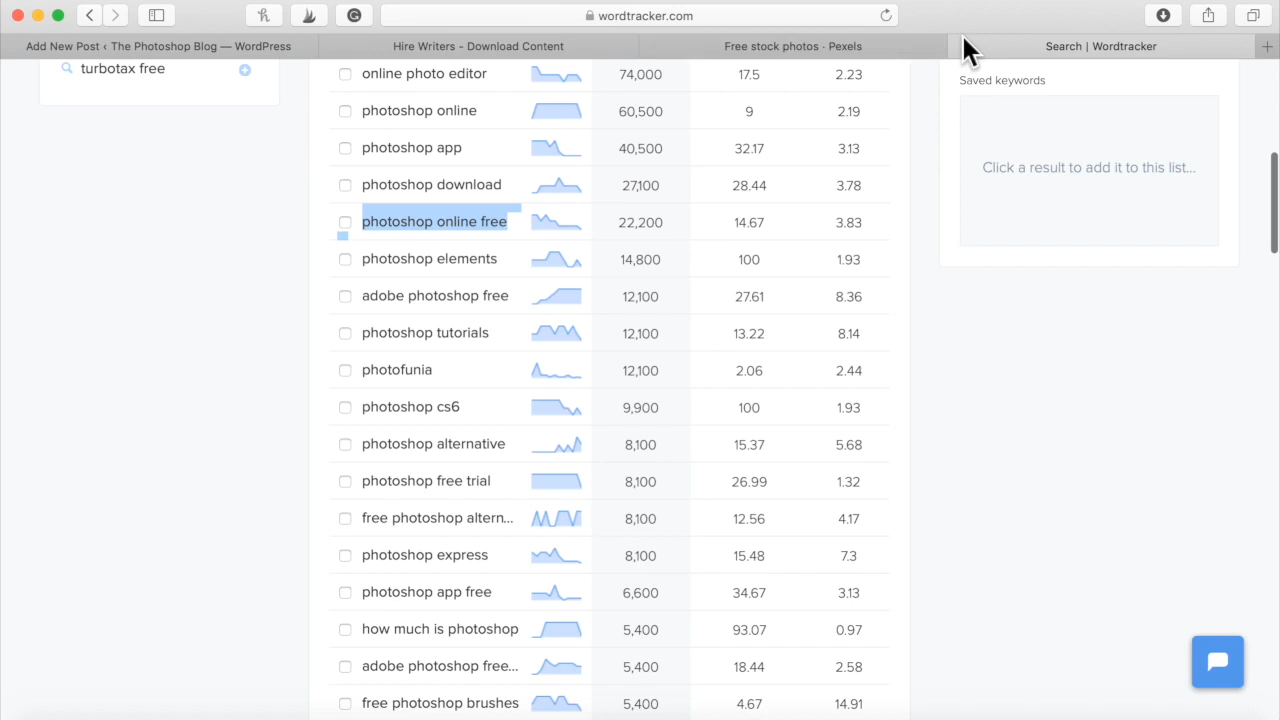 wordtracker.com
Add New Post ‹ The Photoshop Blog — WordPress
Hire Writers - Download Content
Free stock photos · Pexels
Search | Wordtracker
turbotax free
online photo editor 74,000 17.5 2.23
photoshop online 60,500 9 2.19
photoshop app 40,500 32.17 3.13
photoshop download 27,100 28.44 3.78
photoshop online free 22,200 14.67 3.83
photoshop elements 14,800 100 1.93
adobe photoshop free 12,100 27.61 8.36
photoshop tutorials 12,100 13.22 8.14
photofunia 12,100 2.06 2.44
photoshop cs6 9,900 100 1.93
photoshop alternative 8,100 15.37 5.68
photoshop free trial 8,100 26.99 1.32
free photoshop altern... 8,100 12.56 4.17
photoshop express 8,100 15.48 7.3
photoshop app free 6,600 34.67 3.13
how much is photoshop 5,400 93.07 0.97
adobe photoshop free... 5,400 18.44 2.58
free photoshop brushes 5,400 4.67 14.91
Saved keywords
Click a result to add it to this list...